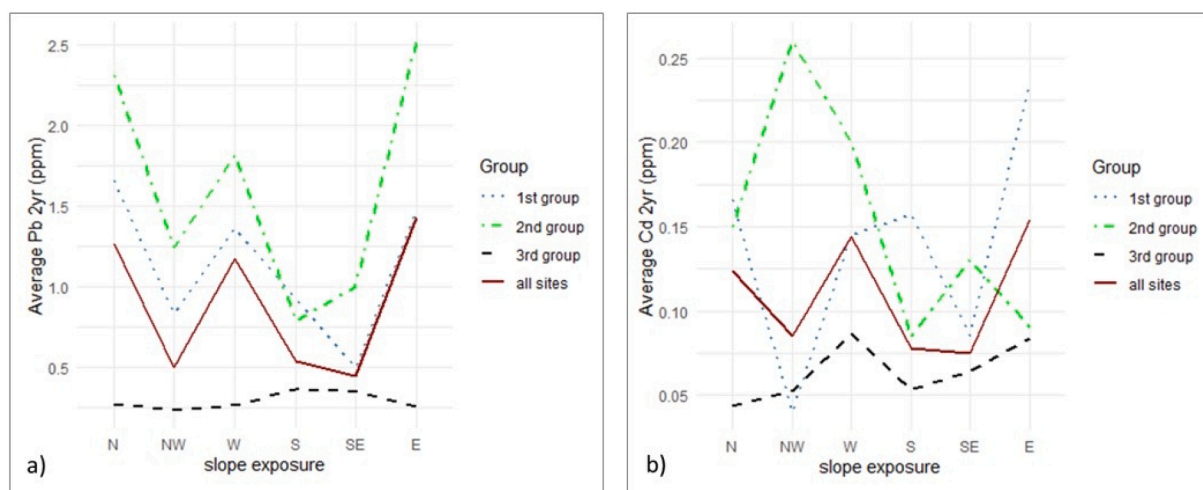 Average Pb 2yr (ppm)
2.5
2.0
1.5
1.0
0.5
N NW W S SE E
slope exposure
a)
Group
1st group
2nd group
3rd group
all sites
Average Cd 2yr (ppm)
0.25
0.20
0.15
0.10
0.05
N NW W S SE E
slope exposure
b)
Group
1st group
2nd group
3rd group
all sites